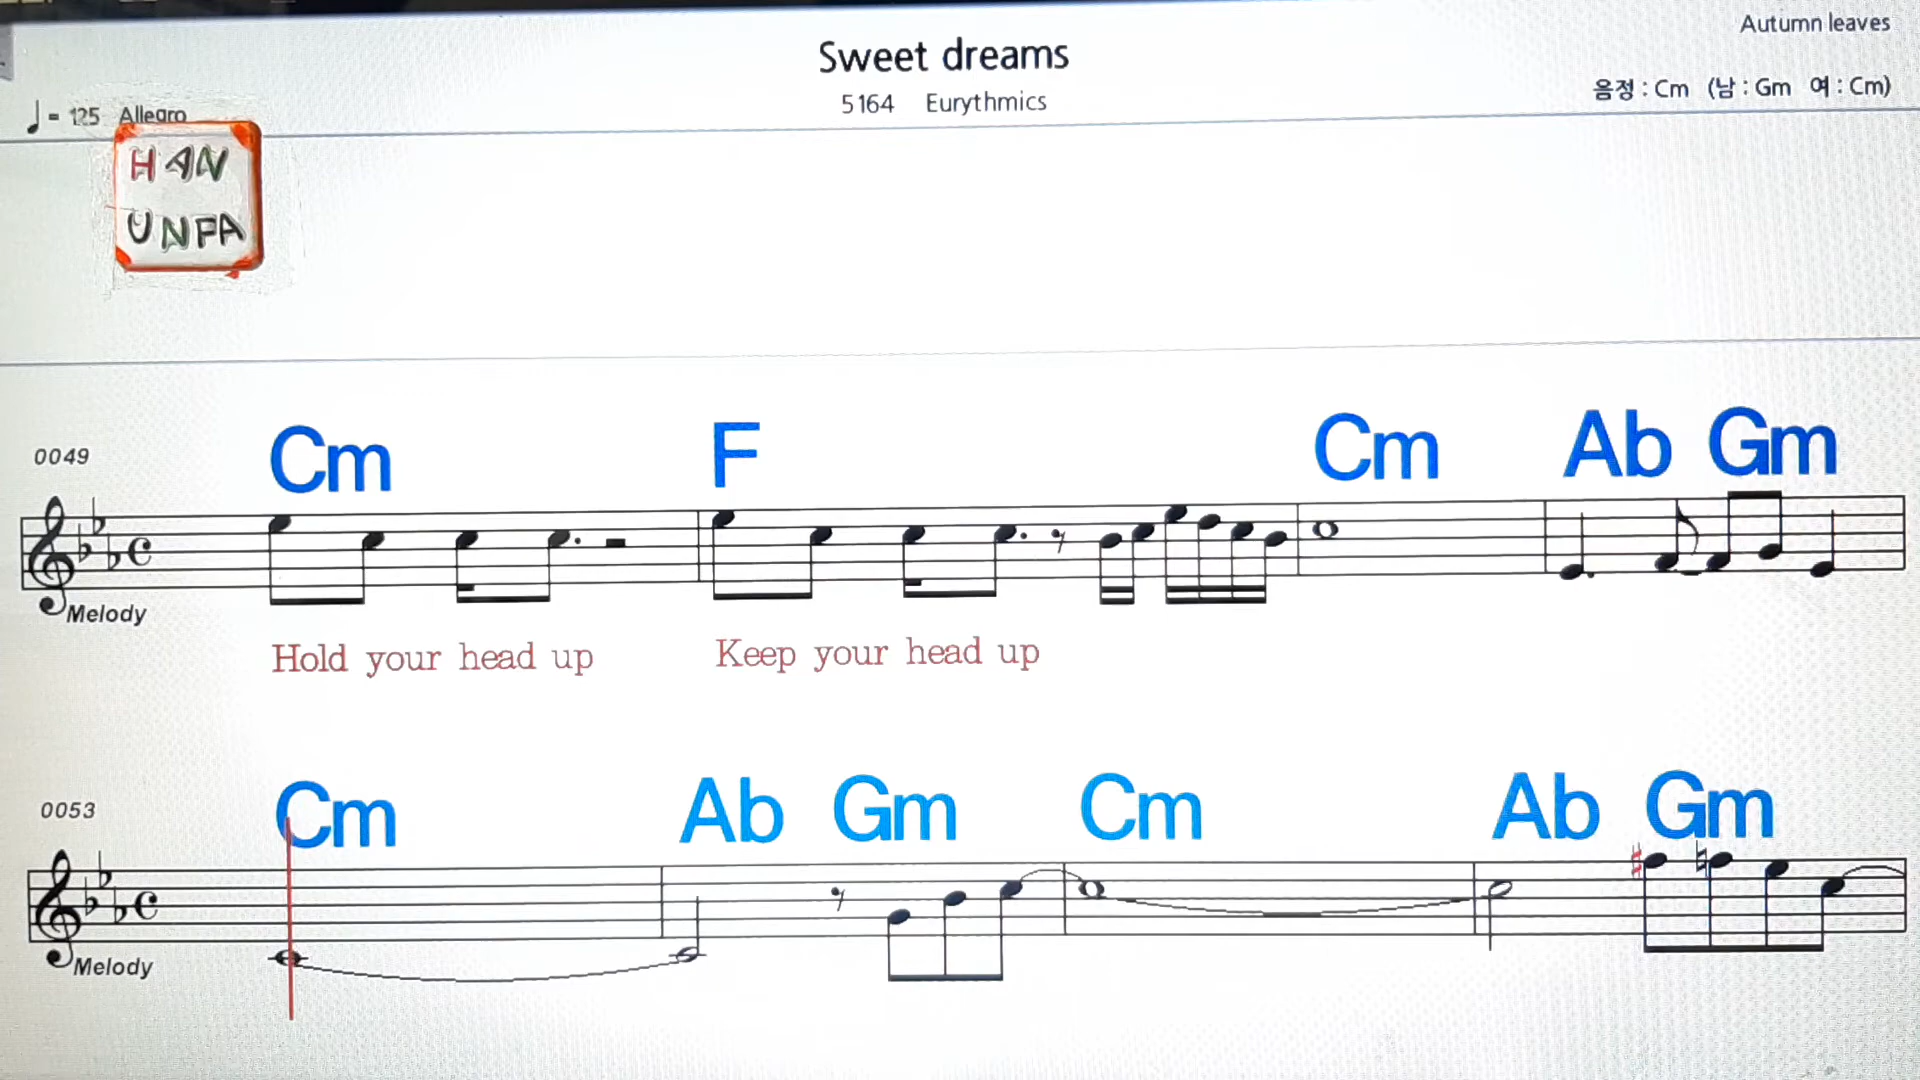 Autumn leaves
Sweet dreams
5164 Eurythmics
음정 : Cm (남 : Gm 여 : Cm)
♩= 125 Allegro
HAN
UNFA
0049
Cm F Cm Ab Gm
Melody
Hold your head up Keep your head up
0053
Cm Ab Gm Cm Ab Gm
Melody